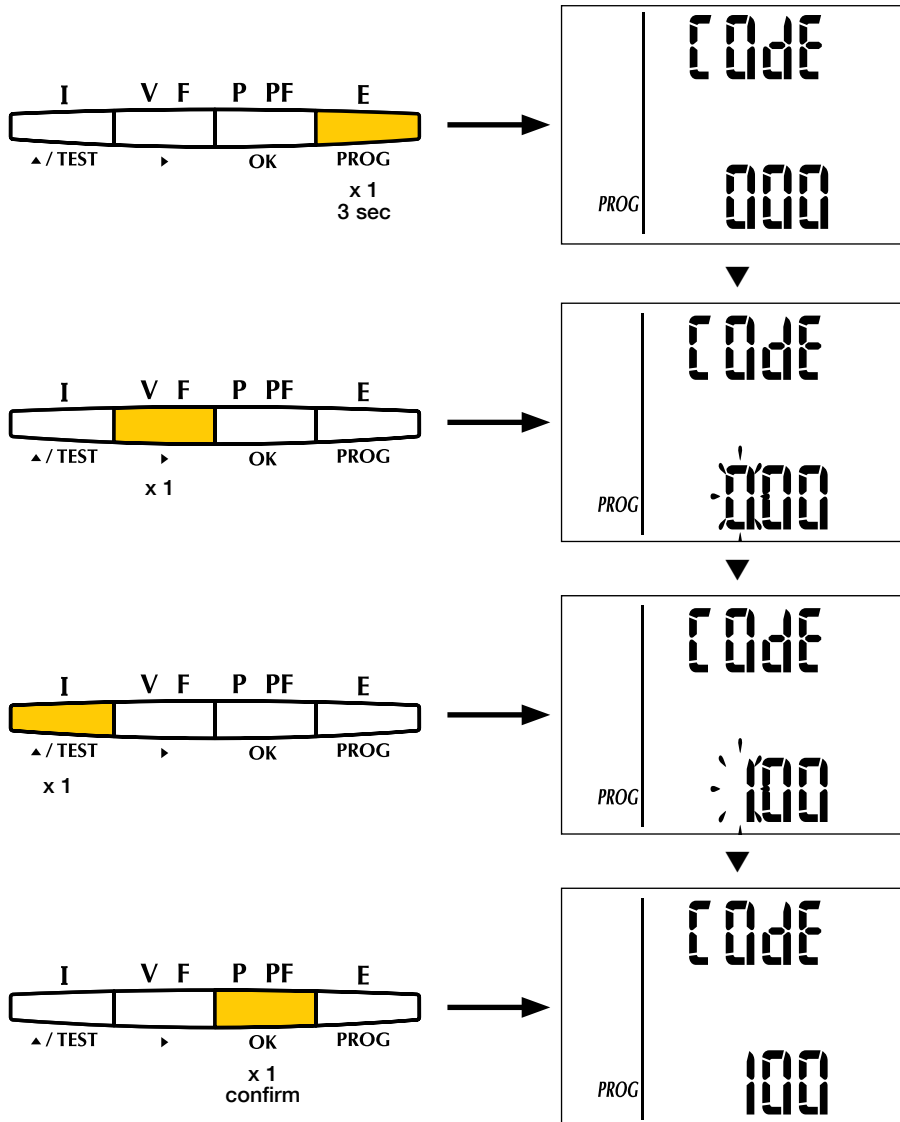 I V F P PF E
▲ / TEST ▶ OK PROG
x 1
3 sec
COdE
PROG 000
▼
I V F P PF E
▲ / TEST ▶ OK PROG
x 1
COdE
PROG 000
▼
I V F P PF E
▲ / TEST ▶ OK PROG
x 1
COdE
PROG 100
▼
I V F P PF E
▲ / TEST ▶ OK PROG
x 1
confirm
COdE
PROG 100